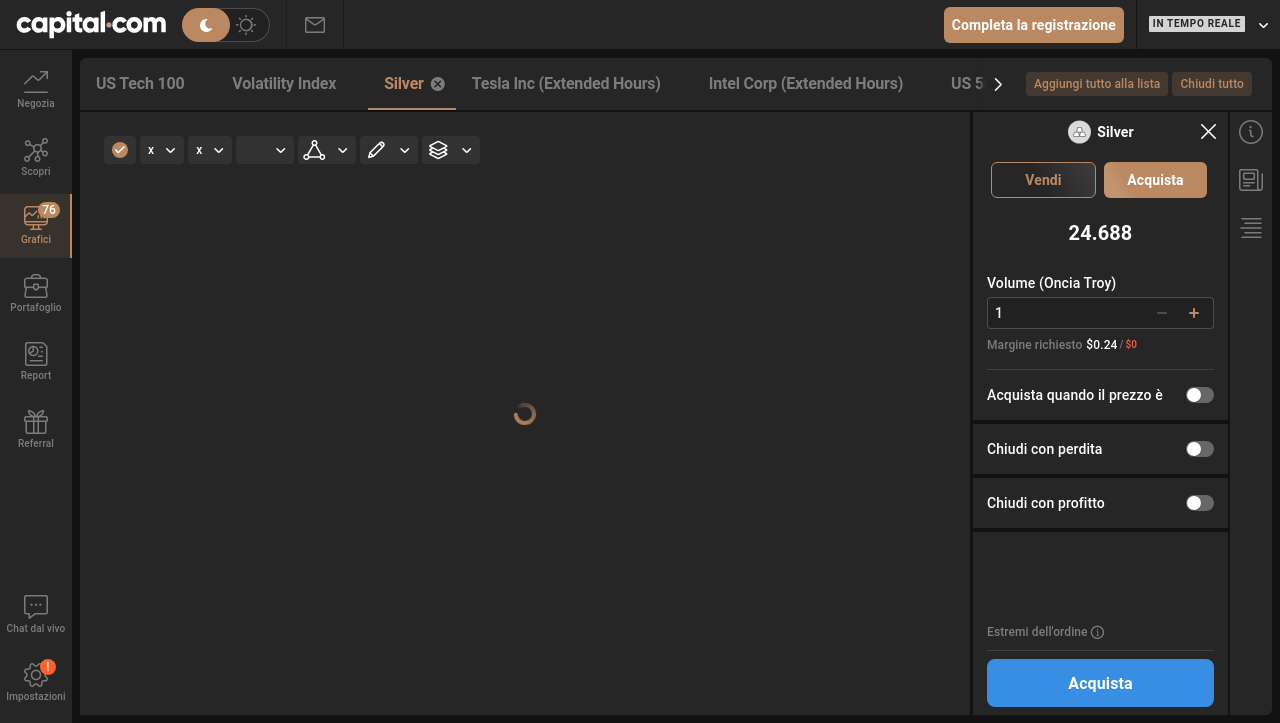 capital.com
Completa la registrazione
IN TEMPO REALE
Negozia
Scopri
76
Grafici
Portafoglio
Report
Referral
Chat dal vivo
!
Impostazioni
US Tech 100
Volatility Index
Silver
Tesla Inc (Extended Hours)
Intel Corp (Extended Hours)
US 5
Aggiungi tutto alla lista
Chiudi tutto
x
x
Silver
Vendi
Acquista
24.688
Volume (Oncia Troy)
1
Margine richiesto $0.24 / $0
Acquista quando il prezzo è
Chiudi con perdita
Chiudi con profitto
Estremi dell'ordine
Acquista